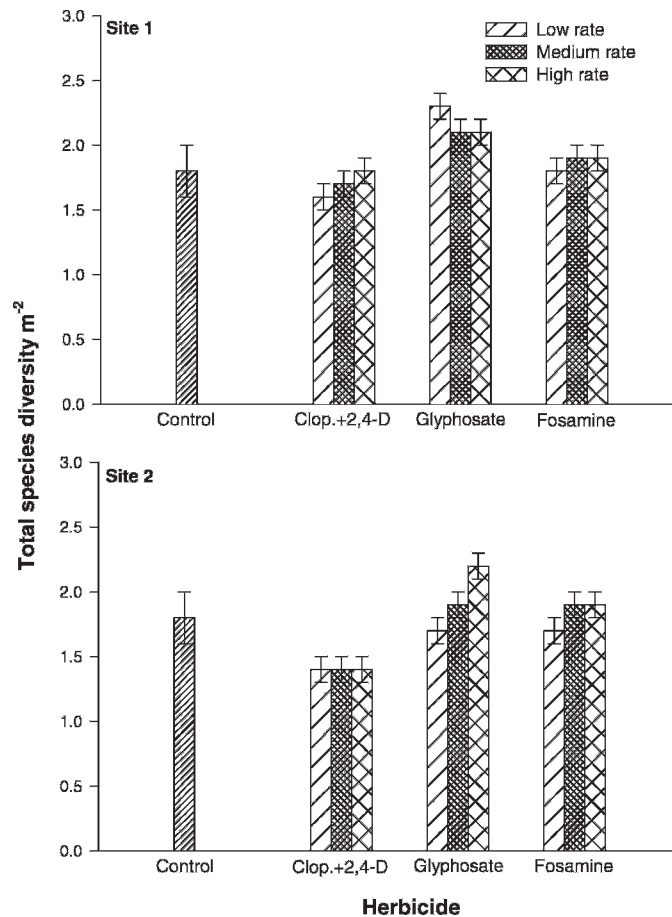 Total species diversity m-2
3.0
Site 1
Low rate
Medium rate
High rate
2.5
2.0
1.5
1.0
0.5
0.0
Control Clop.+2,4-D Glyphosate Fosamine
3.0
Site 2
2.5
2.0
1.5
1.0
0.5
0.0
Control Clop.+2,4-D Glyphosate Fosamine
Herbicide